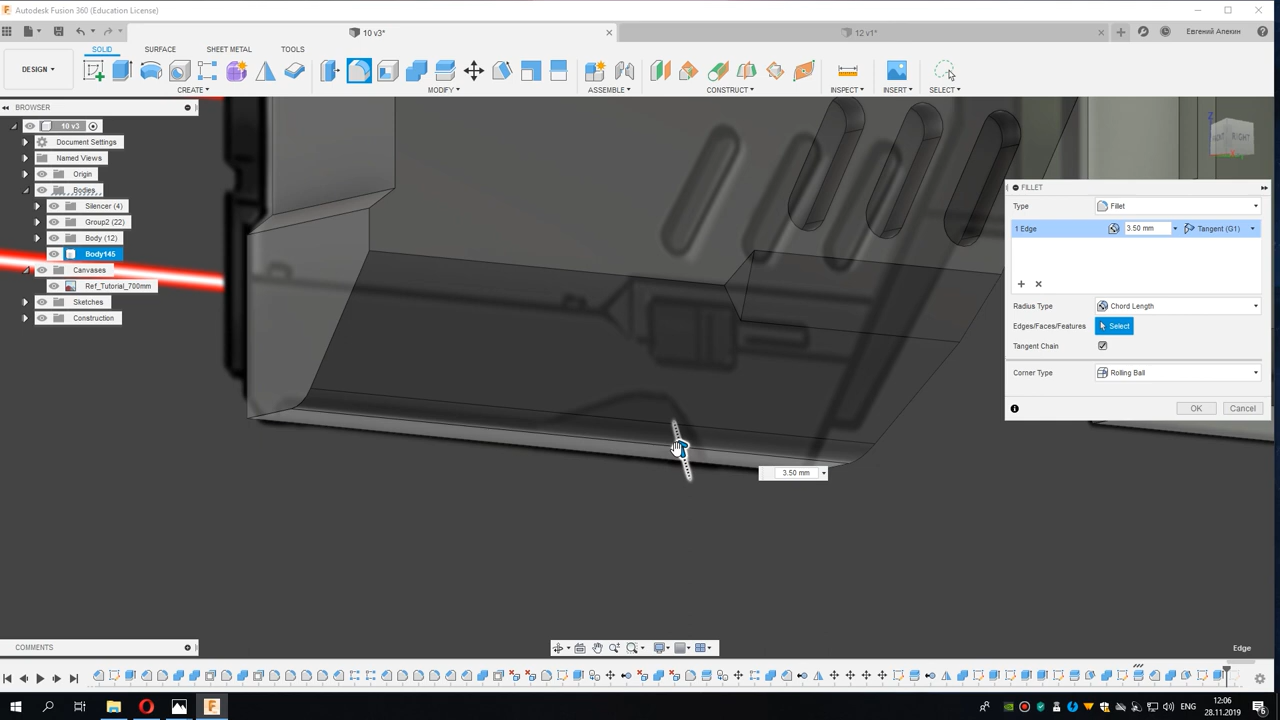 Autodesk Fusion 360 (Education License)
10 v3*
12 v1*
Евгений Апекин
DESIGN
SOLID
SURFACE
SHEET METAL
TOOLS
CREATE
MODIFY
ASSEMBLE
CONSTRUCT
INSPECT
INSERT
SELECT
BROWSER
10 v3
Document Settings
Named Views
Origin
Bodies
Silencer (4)
Group2 (22)
Body (12)
Body145
Canvases
Ref_Tutorial_700mm
Sketches
Construction
Z
RIGHT
FILLET
Type
Fillet
1 Edge
3.50 mm
Tangent (G1)
Radius Type
Chord Length
Edges/Faces/Features
Select
Tangent Chain
Corner Type
Rolling Ball
OK
Cancel
3.50 mm
COMMENTS
Edge
ENG
12:06
28.11.2019